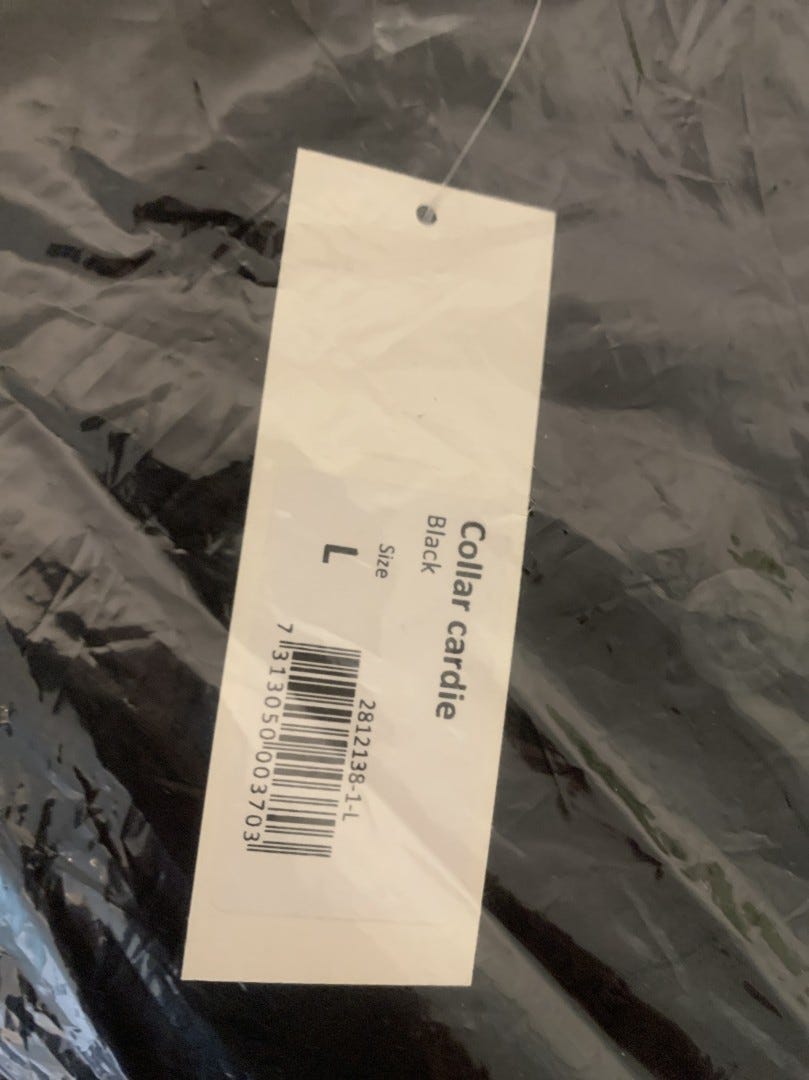 Collar cardie
Black
Size
L
2812138-1-L
7 313050 003703